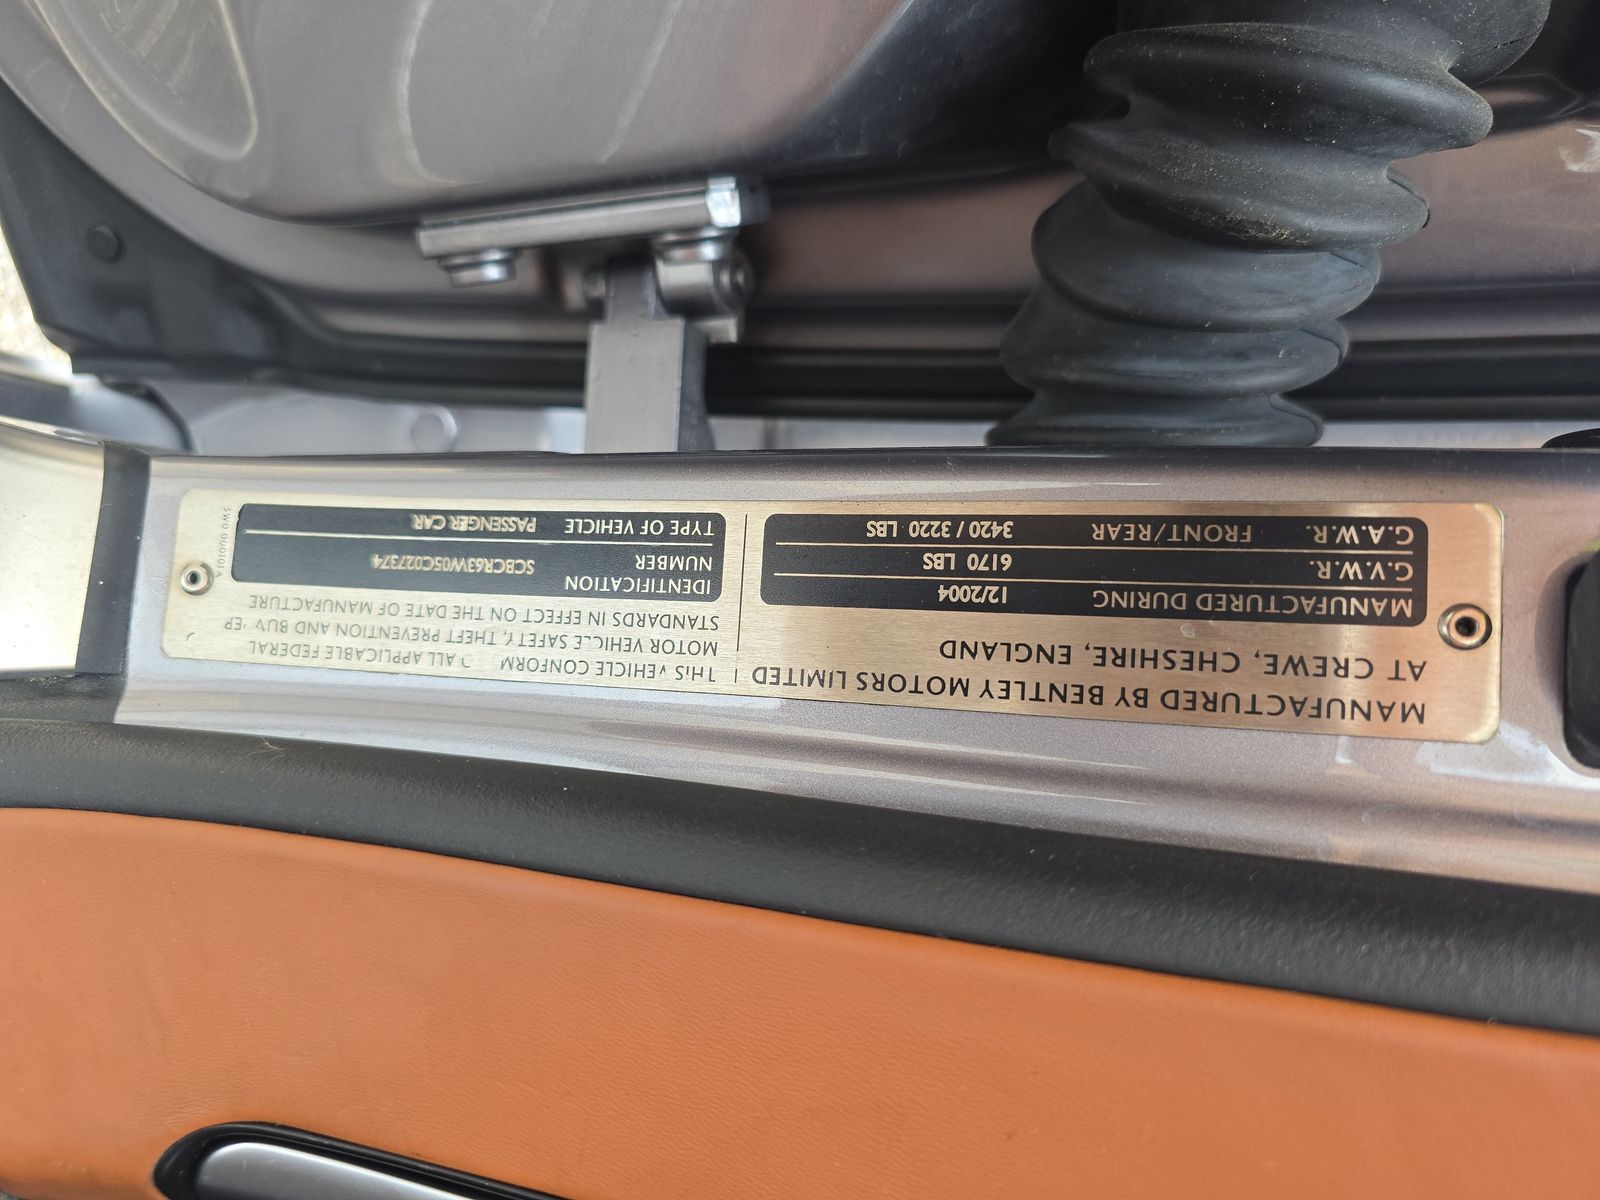 MANUFACTURED BY BENTLEY MOTORS LIMITED
AT CREWE, CHESHIRE, ENGLAND
MANUFACTURED DURING 12/2004
G.V.W.R. 6170 LBS
G.A.W.R. FRONT/REAR 3420 / 3220 LBS
THIS VEHICLE CONFORM ALL APPLICABLE FEDERAL
MOTOR VEHICLE SAFETY, THEFT PREVENTION AND
STANDARDS IN EFFECT ON THE DATE OF MANUFACTURE
IDENTIFICATION
NUMBER SCBCR63W05C027374
TYPE OF VEHICLE PASSENGER CAR